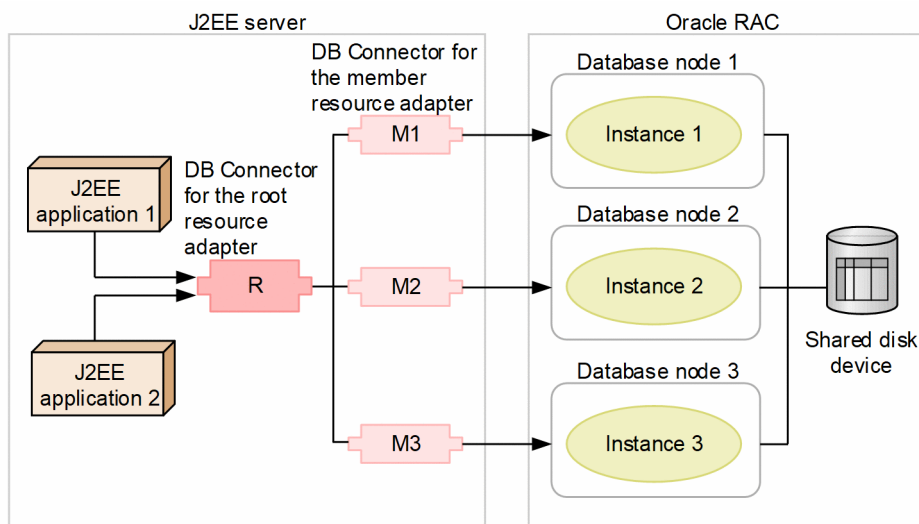 J2EE server
Oracle RAC
DB Connector for
the member
resource adapter
Database node 1
M1
Instance 1
J2EE
application 1
DB Connector
for the root
resource
adapter
Database node 2
R
M2
Instance 2
Shared disk
device
J2EE
application 2
Database node 3
M3
Instance 3